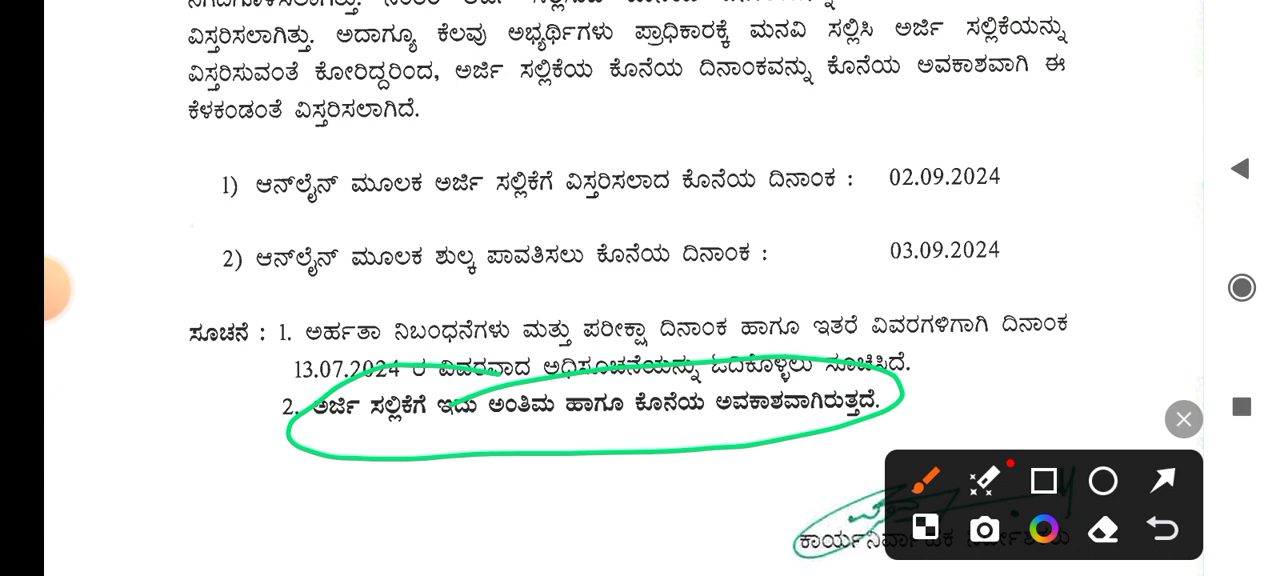 ವಿಸ್ತರಿಸಲಾಗಿತ್ತು. ಅದಾಗ್ಯೂ ಕೆಲವು ಅಭ್ಯರ್ಥಿಗಳು ಪ್ರಾಧಿಕಾರಕ್ಕೆ ಮನವಿ ಸಲ್ಲಿಸಿ ಅರ್ಜಿ ಸಲ್ಲಿಕೆಯನ್ನು
ವಿಸ್ತರಿಸುವಂತೆ ಕೋರಿದ್ದರಿಂದ, ಅರ್ಜಿ ಸಲ್ಲಿಕೆಯ ಕೊನೆಯ ದಿನಾಂಕವನ್ನು ಕೊನೆಯ ಅವಕಾಶವಾಗಿ ಈ
ಕೆಳಕಂಡಂತೆ ವಿಸ್ತರಿಸಲಾಗಿದೆ.
1) ಆನ್‌ಲೈನ್ ಮೂಲಕ ಅರ್ಜಿ ಸಲ್ಲಿಕೆಗೆ ವಿಸ್ತರಿಸಲಾದ ಕೊನೆಯ ದಿನಾಂಕ : 02.09.2024
2) ಆನ್‌ಲೈನ್ ಮೂಲಕ ಶುಲ್ಕ ಪಾವತಿಸಲು ಕೊನೆಯ ದಿನಾಂಕ : 03.09.2024
ಸೂಚನೆ : 1. ಅರ್ಹತಾ ನಿಬಂಧನೆಗಳು ಮತ್ತು ಪರೀಕ್ಷಾ ದಿನಾಂಕ ಹಾಗೂ ಇತರೆ ವಿವರಗಳಿಗಾಗಿ ದಿನಾಂಕ
13.07.2024 ರ ವಿವರವಾದ ಅಧಿಸೂಚನೆಯನ್ನು ಓದಿಕೊಳ್ಳಲು ಸೂಚಿಸಿದೆ.
2. ಅರ್ಜಿ ಸಲ್ಲಿಕೆಗೆ ಇದು ಅಂತಿಮ ಹಾಗೂ ಕೊನೆಯ ಅವಕಾಶವಾಗಿರುತ್ತದೆ.
ಕಾರ್ಯನಿರ್ವಾಹಕ